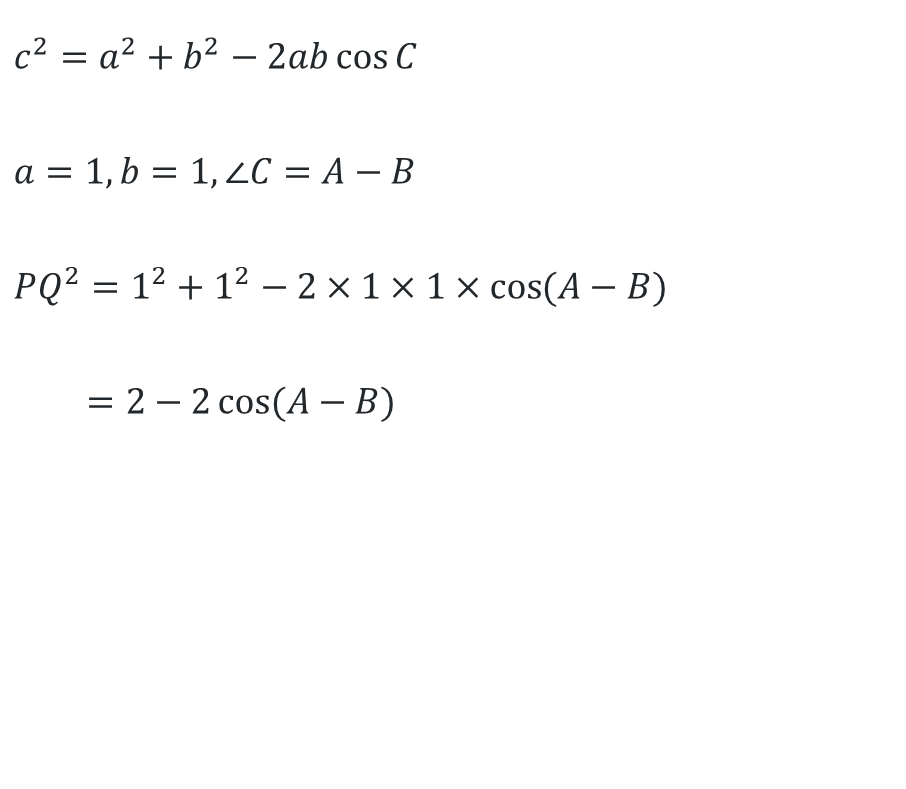 c² = a² + b² − 2ab cos C
a = 1, b = 1, ∠C = A − B
PQ² = 1² + 1² − 2 × 1 × 1 × cos(A − B)
= 2 − 2 cos(A − B)